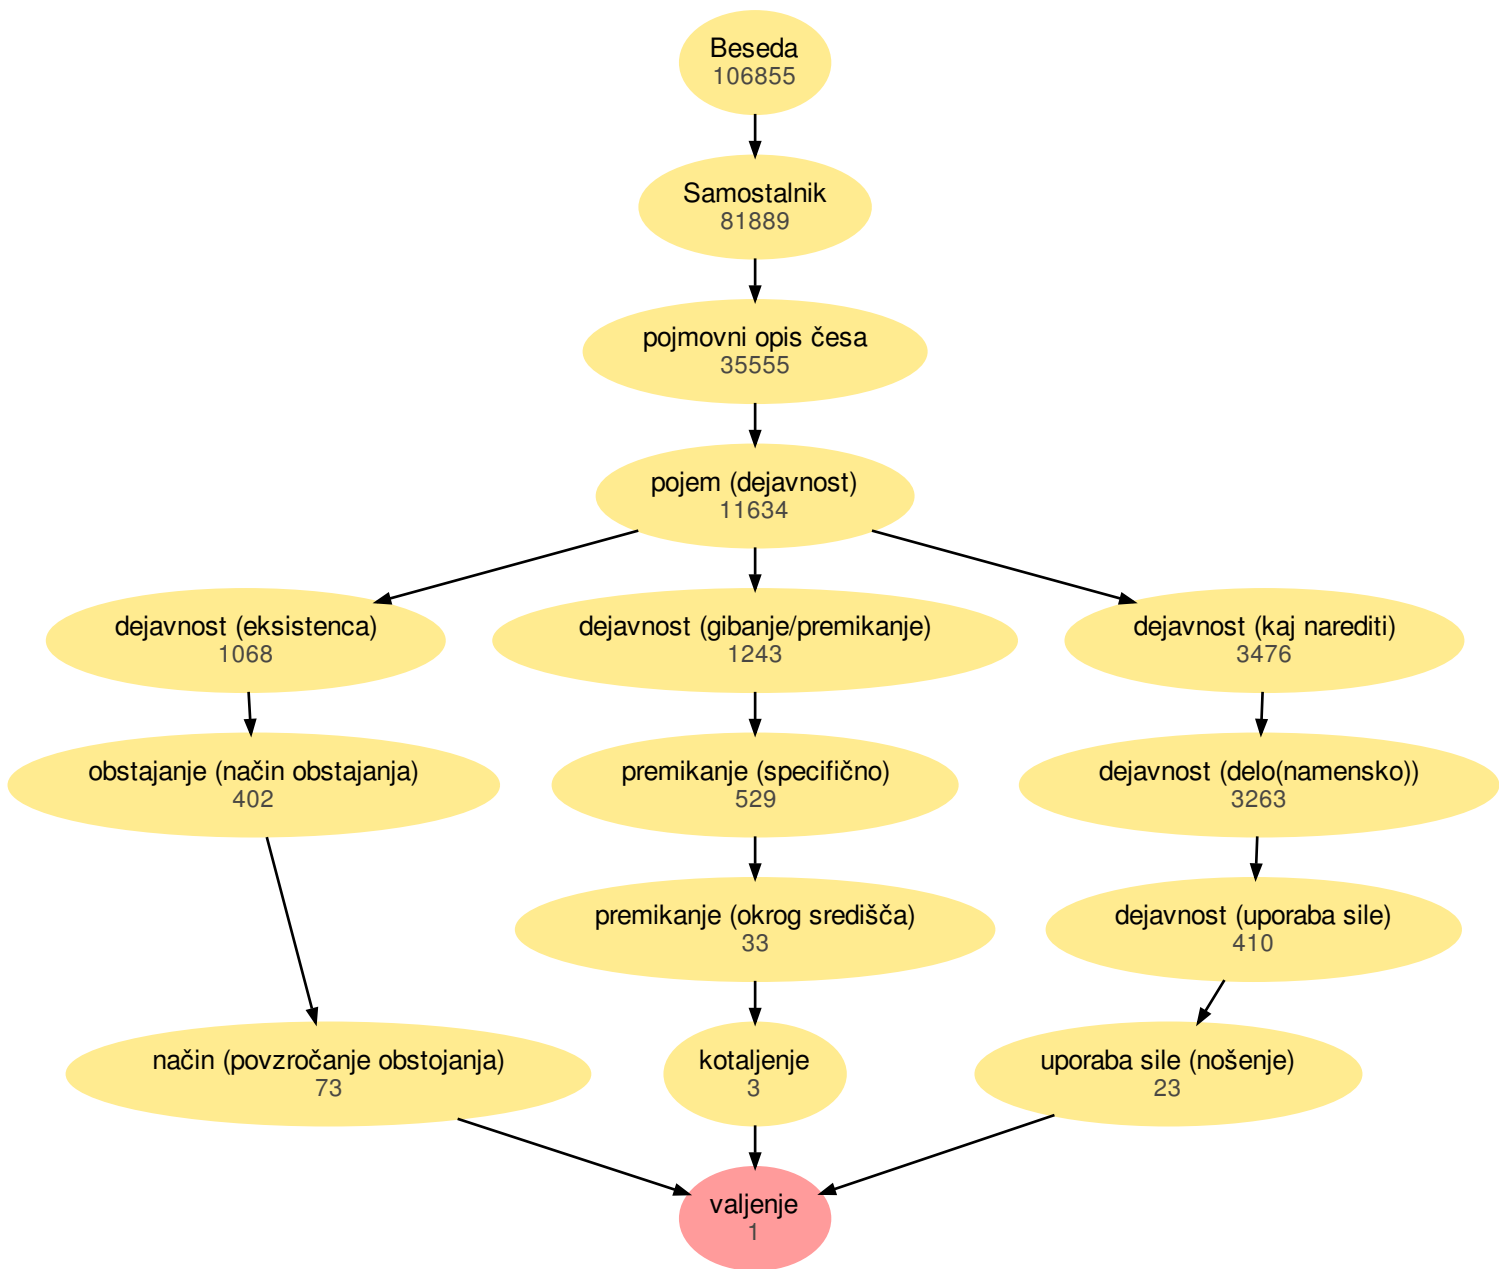 Beseda
106855
Samostalnik
81889
pojmovni opis česa
35555
pojem (dejavnost)
11634
dejavnost (eksistenca)
1068
dejavnost (gibanje/premikanje)
1243
dejavnost (kaj narediti)
3476
obstajanje (način obstajanja)
402
premikanje (specifično)
529
dejavnost (delo(namensko))
3263
premikanje (okrog središča)
33
dejavnost (uporaba sile)
410
način (povzročanje obstojanja)
73
kotaljenje
3
uporaba sile (nošenje)
23
valjenje
1